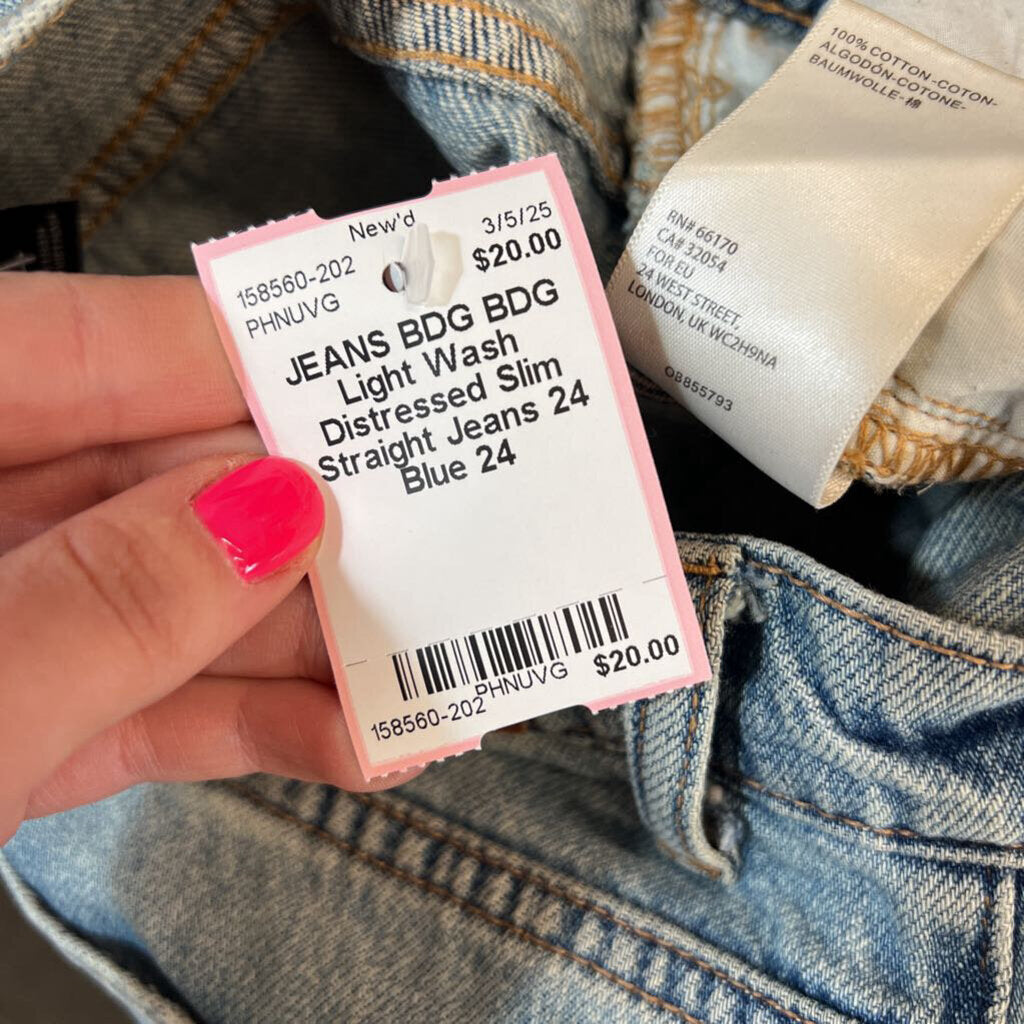 New'd
3/5/25
158560-202
$20.00
PHNUVG
JEANS BDG BDG
Light Wash
Distressed Slim
Straight Jeans 24
Blue 24
158560-202
PHNUVG
$20.00
100% COTTON-COTON-
ALGODÓN-COTONE-
BAUMWOLLE-棉
RN# 66170
CA# 32054
FOR EU
24 WEST STREET,
LONDON, UK WC2H9NA
OB855793